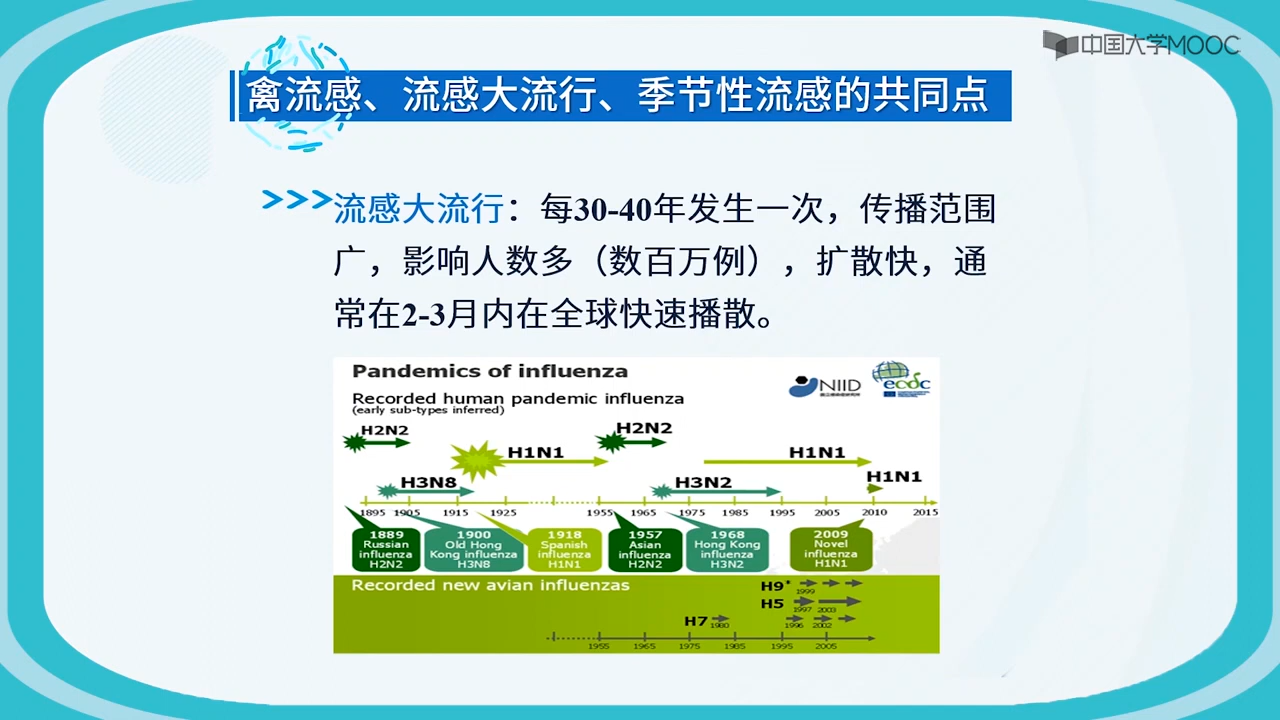 中国大学MOOC
禽流感、流感大流行、季节性流感的共同点
流感大流行：每30-40年发生一次，传播范围
广，影响人数多（数百万例），扩散快，通
常在2-3月内在全球快速播散。
Pandemics of influenza
NIID
ecdc
Recorded human pandemic influenza
(early sub-types inferred)
H2N2
H2N2
H1N1
H1N1
H3N8
H3N2
H1N1
1895 1905 1915 1925 1955 1965 1975 1985 1995 2005 2010 2015
1889
Russian
influenza
H2N2
1900
Old Hong
Kong influenza
H3N8
1918
Spanish
influenza
H1N1
1957
Asian
influenza
H2N2
1968
Hong Kong
influenza
H3N2
2009
Novel
influenza
H1N1
Recorded new avian influenzas
H9*
1999
H5
1997 2003
H7
1980 1996 2002
1955 1965 1975 1985 1995 2005